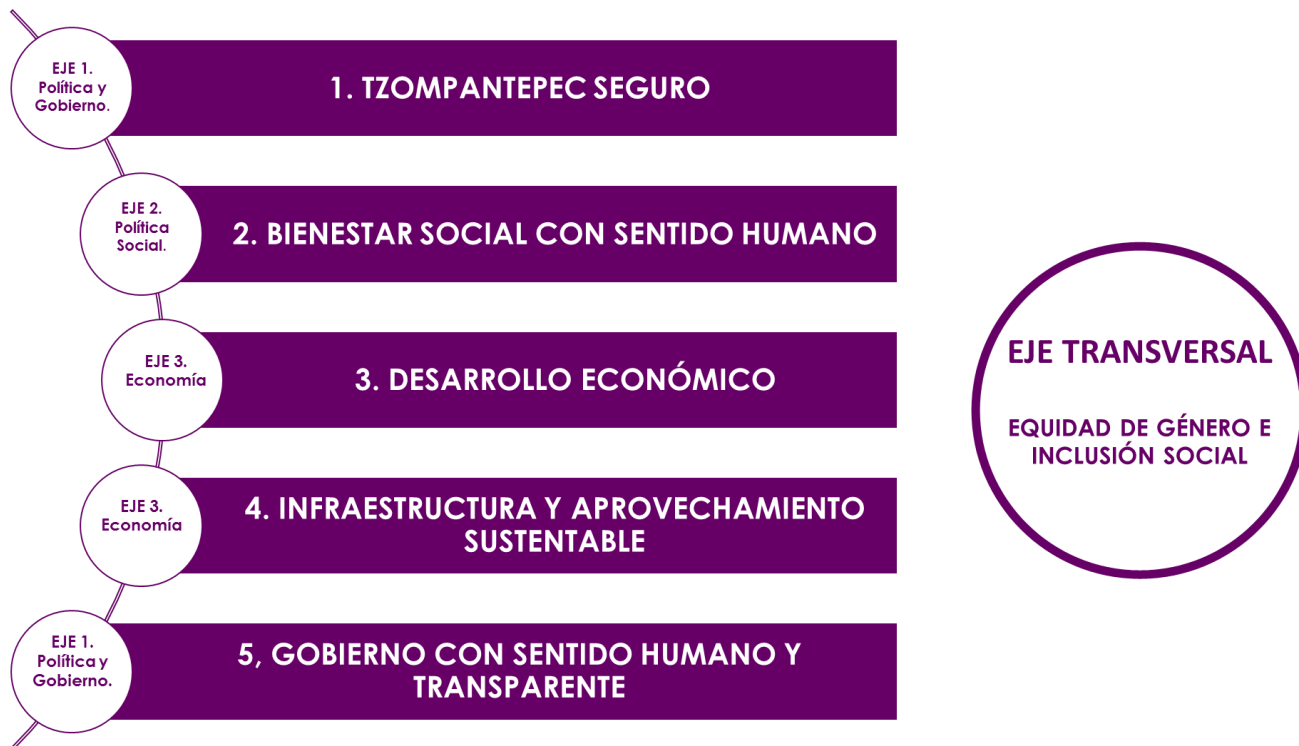 EJE 1.
Política y
Gobierno.
1. TZOMPANTEPEC SEGURO
EJE 2.
Política
Social.
2. BIENESTAR SOCIAL CON SENTIDO HUMANO
EJE 3.
Economía
3. DESARROLLO ECONÓMICO
EJE 3.
Economía
4. INFRAESTRUCTURA Y APROVECHAMIENTO
SUSTENTABLE
EJE 1.
Política y
Gobierno.
5, GOBIERNO CON SENTIDO HUMANO Y
TRANSPARENTE
EJE TRANSVERSAL
EQUIDAD DE GÉNERO E
INCLUSIÓN SOCIAL